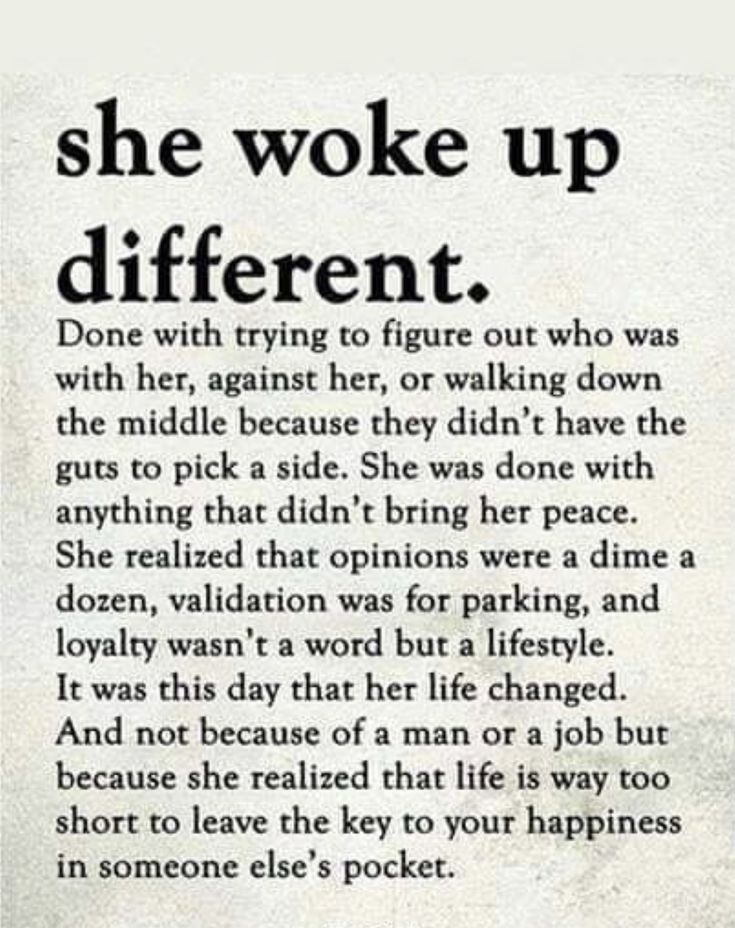 she woke up
different.
Done with trying to figure out who was
with her, against her, or walking down
the middle because they didn't have the
guts to pick a side. She was done with
anything that didn't bring her peace.
She realized that opinions were a dime a
dozen, validation was for parking, and
loyalty wasn't a word but a lifestyle.
It was this day that her life changed.
And not because of a man or a job but
because she realized that life is way too
short to leave the key to your happiness
in someone else's pocket.